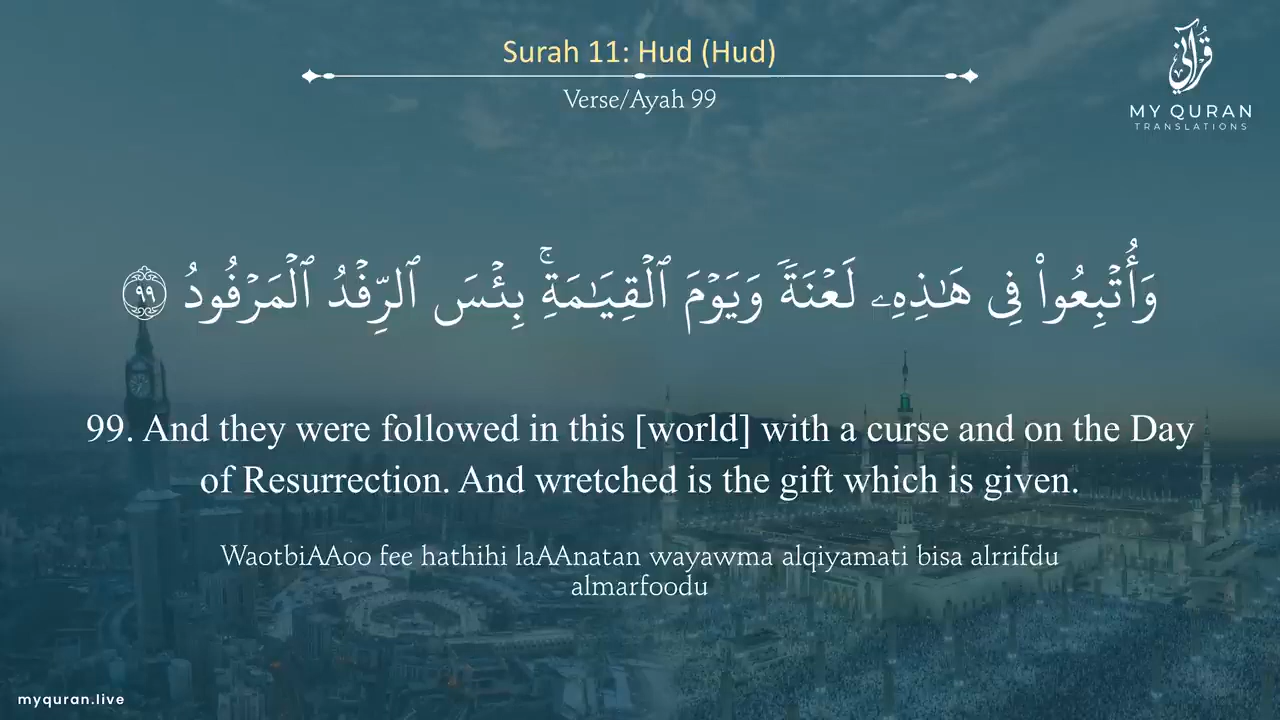 Surah 11: Hud (Hud)
Verse/Ayah 99
قُرْآنِي
MY QURAN
TRANSLATIONS
وَأُتْبِعُوا۟ فِى هَـٰذِهِۦ لَعْنَةً وَيَوْمَ ٱلْقِيَـٰمَةِ ۚ بِئْسَ ٱلرِّفْدُ ٱلْمَرْفُودُ ٩٩
99. And they were followed in this [world] with a curse and on the Day
of Resurrection. And wretched is the gift which is given.
WaotbiAAoo fee hathihi laAAnatan wayawma alqiyamati bisa alrrifdu
almarfoodu
myquran.live